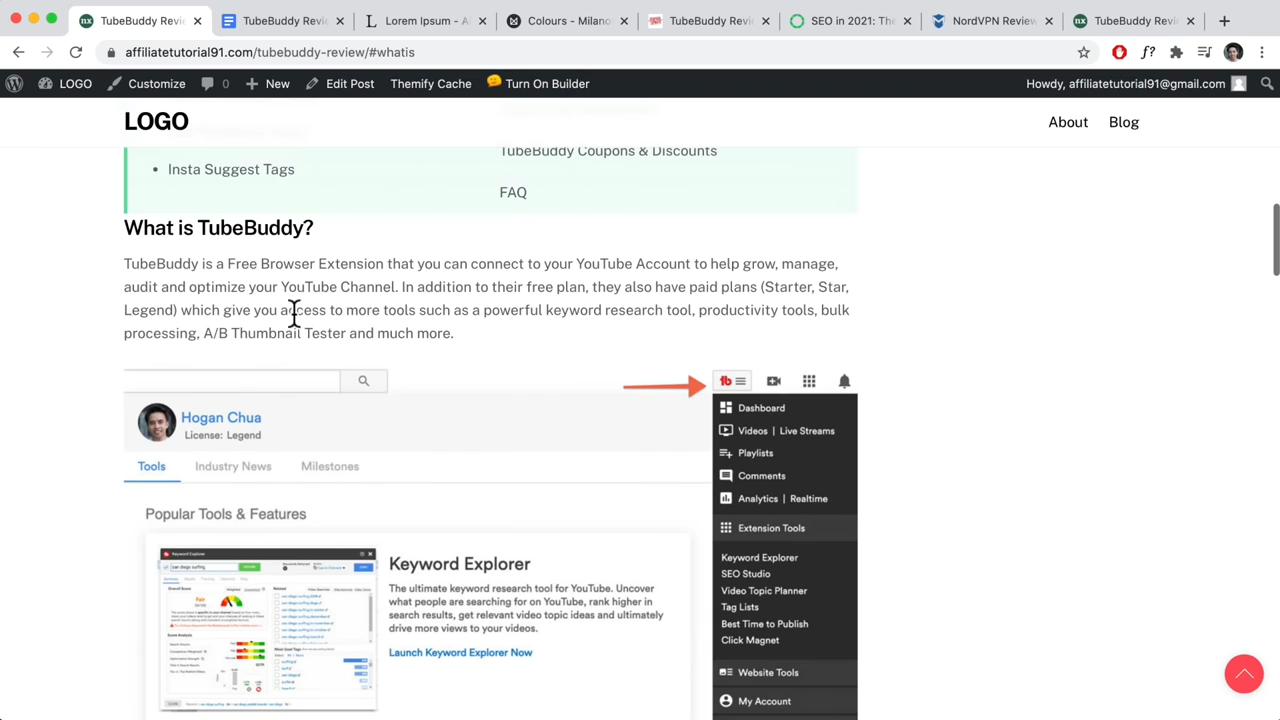 TubeBuddy Revi
TubeBuddy Revi
Lorem Ipsum - A
Colours - Milano
TubeBuddy Revi
SEO in 2021: The
NordVPN Review
TubeBuddy Revi
affiliatetutorial91.com/tubebuddy-review/#whatis
LOGO
Customize
0
New
Edit Post
Themify Cache
Turn On Builder
Howdy, affiliatetutorial91@gmail.com
LOGO
About
Blog
TubeBuddy Coupons & Discounts
• Insta Suggest Tags
FAQ
What is TubeBuddy?
TubeBuddy is a Free Browser Extension that you can connect to your YouTube Account to help grow, manage,
audit and optimize your YouTube Channel. In addition to their free plan, they also have paid plans (Starter, Star,
Legend) which give you access to more tools such as a powerful keyword research tool, productivity tools, bulk
processing, A/B Thumbnail Tester and much more.
Hogan Chua
License: Legend
Tools
Industry News
Milestones
Popular Tools & Features
Keyword Explorer
The ultimate keyword research tool for YouTube. Uncover
what people are searching for on YouTube, rank higher in
search results, get relevant video topic ideas and ultimately
drive more views to your videos.
Launch Keyword Explorer Now
Keyword Explorer
san diego surfing
Fair
tb
Dashboard
Videos | Live Streams
Playlists
Comments
Analytics | Realtime
Extension Tools
Keyword Explorer
SEO Studio
Video Topic Planner
Tag Lists
Best Time to Publish
Click Magnet
Website Tools
My Account